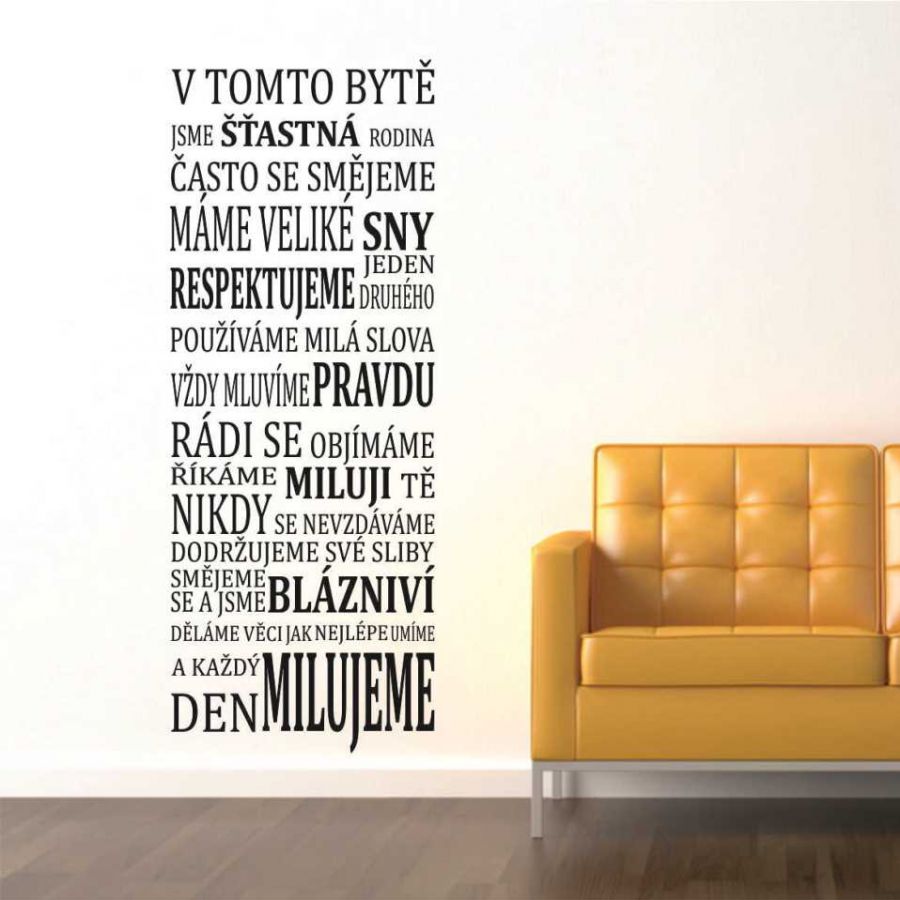 V TOMTO BYTĚ
JSME ŠŤASTNÁ RODINA
ČASTO SE SMĚJEME
MÁME VELIKÉ SNY
RESPEKTUJEME JEDEN DRUHÉHO
POUŽÍVÁME MILÁ SLOVA
VŽDY MLUVÍME PRAVDU
RÁDI SE OBJÍMÁME
ŘÍKÁME MILUJI TĚ
NIKDY SE NEVZDÁVÁME
DODRŽUJEME SVÉ SLIBY
SMĚJEME
SE A JSME BLÁZNIVÍ
DĚLÁME VĚCI JAK NEJLÉPE UMÍME
A KAŽDÝ
DEN MILUJEME